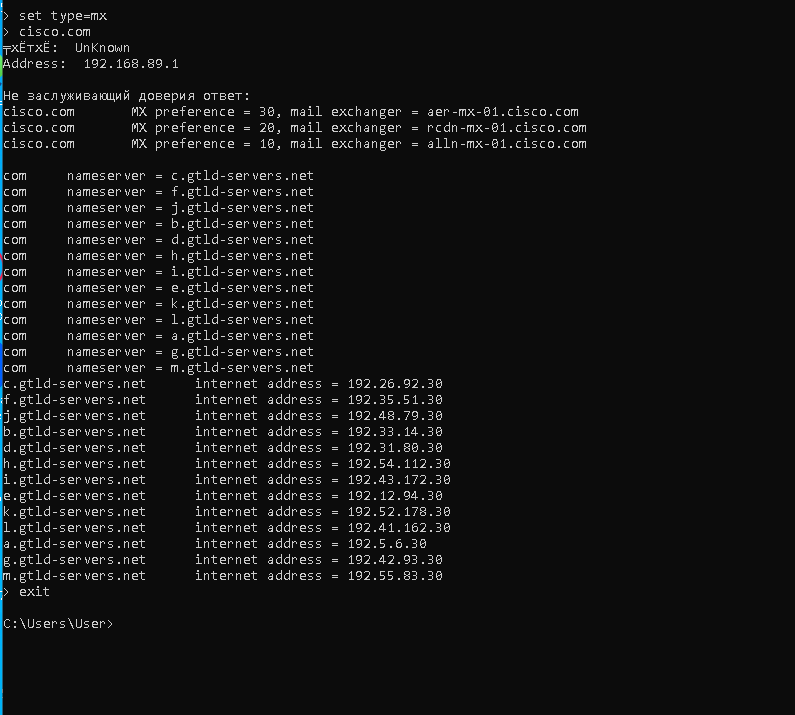 > set type=mx
> cisco.com
╤хЁтхЁ:  UnKnown
Address:  192.168.89.1

Не заслуживающий доверия ответ:
cisco.com       MX preference = 30, mail exchanger = aer-mx-01.cisco.com
cisco.com       MX preference = 20, mail exchanger = rcdn-mx-01.cisco.com
cisco.com       MX preference = 10, mail exchanger = alln-mx-01.cisco.com

com     nameserver = c.gtld-servers.net
com     nameserver = f.gtld-servers.net
com     nameserver = j.gtld-servers.net
com     nameserver = b.gtld-servers.net
com     nameserver = d.gtld-servers.net
com     nameserver = h.gtld-servers.net
com     nameserver = i.gtld-servers.net
com     nameserver = e.gtld-servers.net
com     nameserver = k.gtld-servers.net
com     nameserver = l.gtld-servers.net
com     nameserver = a.gtld-servers.net
com     nameserver = g.gtld-servers.net
com     nameserver = m.gtld-servers.net
c.gtld-servers.net      internet address = 192.26.92.30
f.gtld-servers.net      internet address = 192.35.51.30
j.gtld-servers.net      internet address = 192.48.79.30
b.gtld-servers.net      internet address = 192.33.14.30
d.gtld-servers.net      internet address = 192.31.80.30
h.gtld-servers.net      internet address = 192.54.112.30
i.gtld-servers.net      internet address = 192.43.172.30
e.gtld-servers.net      internet address = 192.12.94.30
k.gtld-servers.net      internet address = 192.52.178.30
l.gtld-servers.net      internet address = 192.41.162.30
a.gtld-servers.net      internet address = 192.5.6.30
g.gtld-servers.net      internet address = 192.42.93.30
m.gtld-servers.net      internet address = 192.55.83.30
> exit

C:\Users\User>